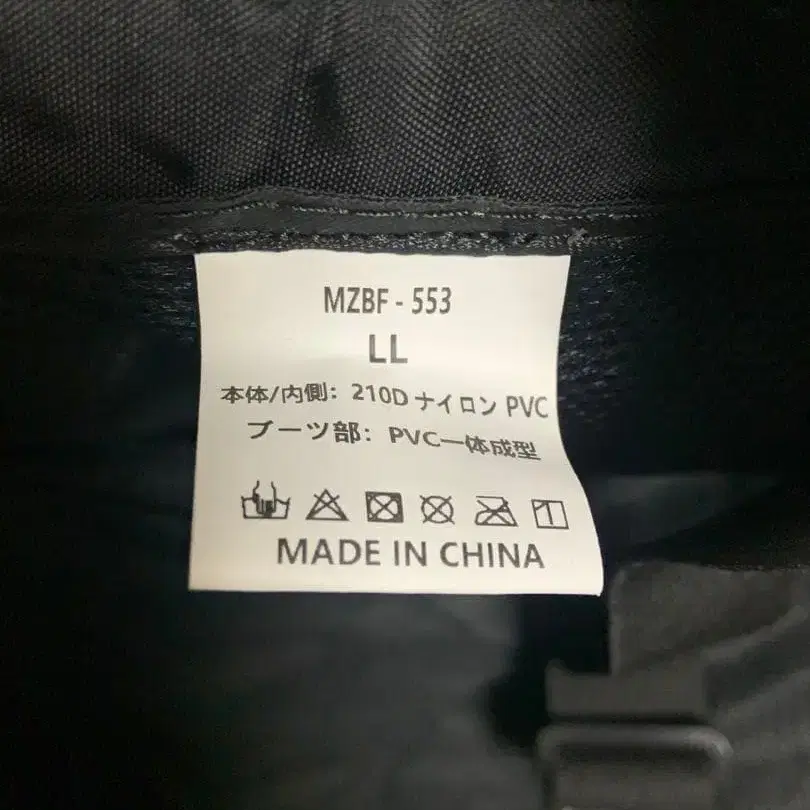 MZBF - 553
LL
本体/内側: 210D ナイロン PVC
ブーツ部: PVC一体成型
MADE IN CHINA